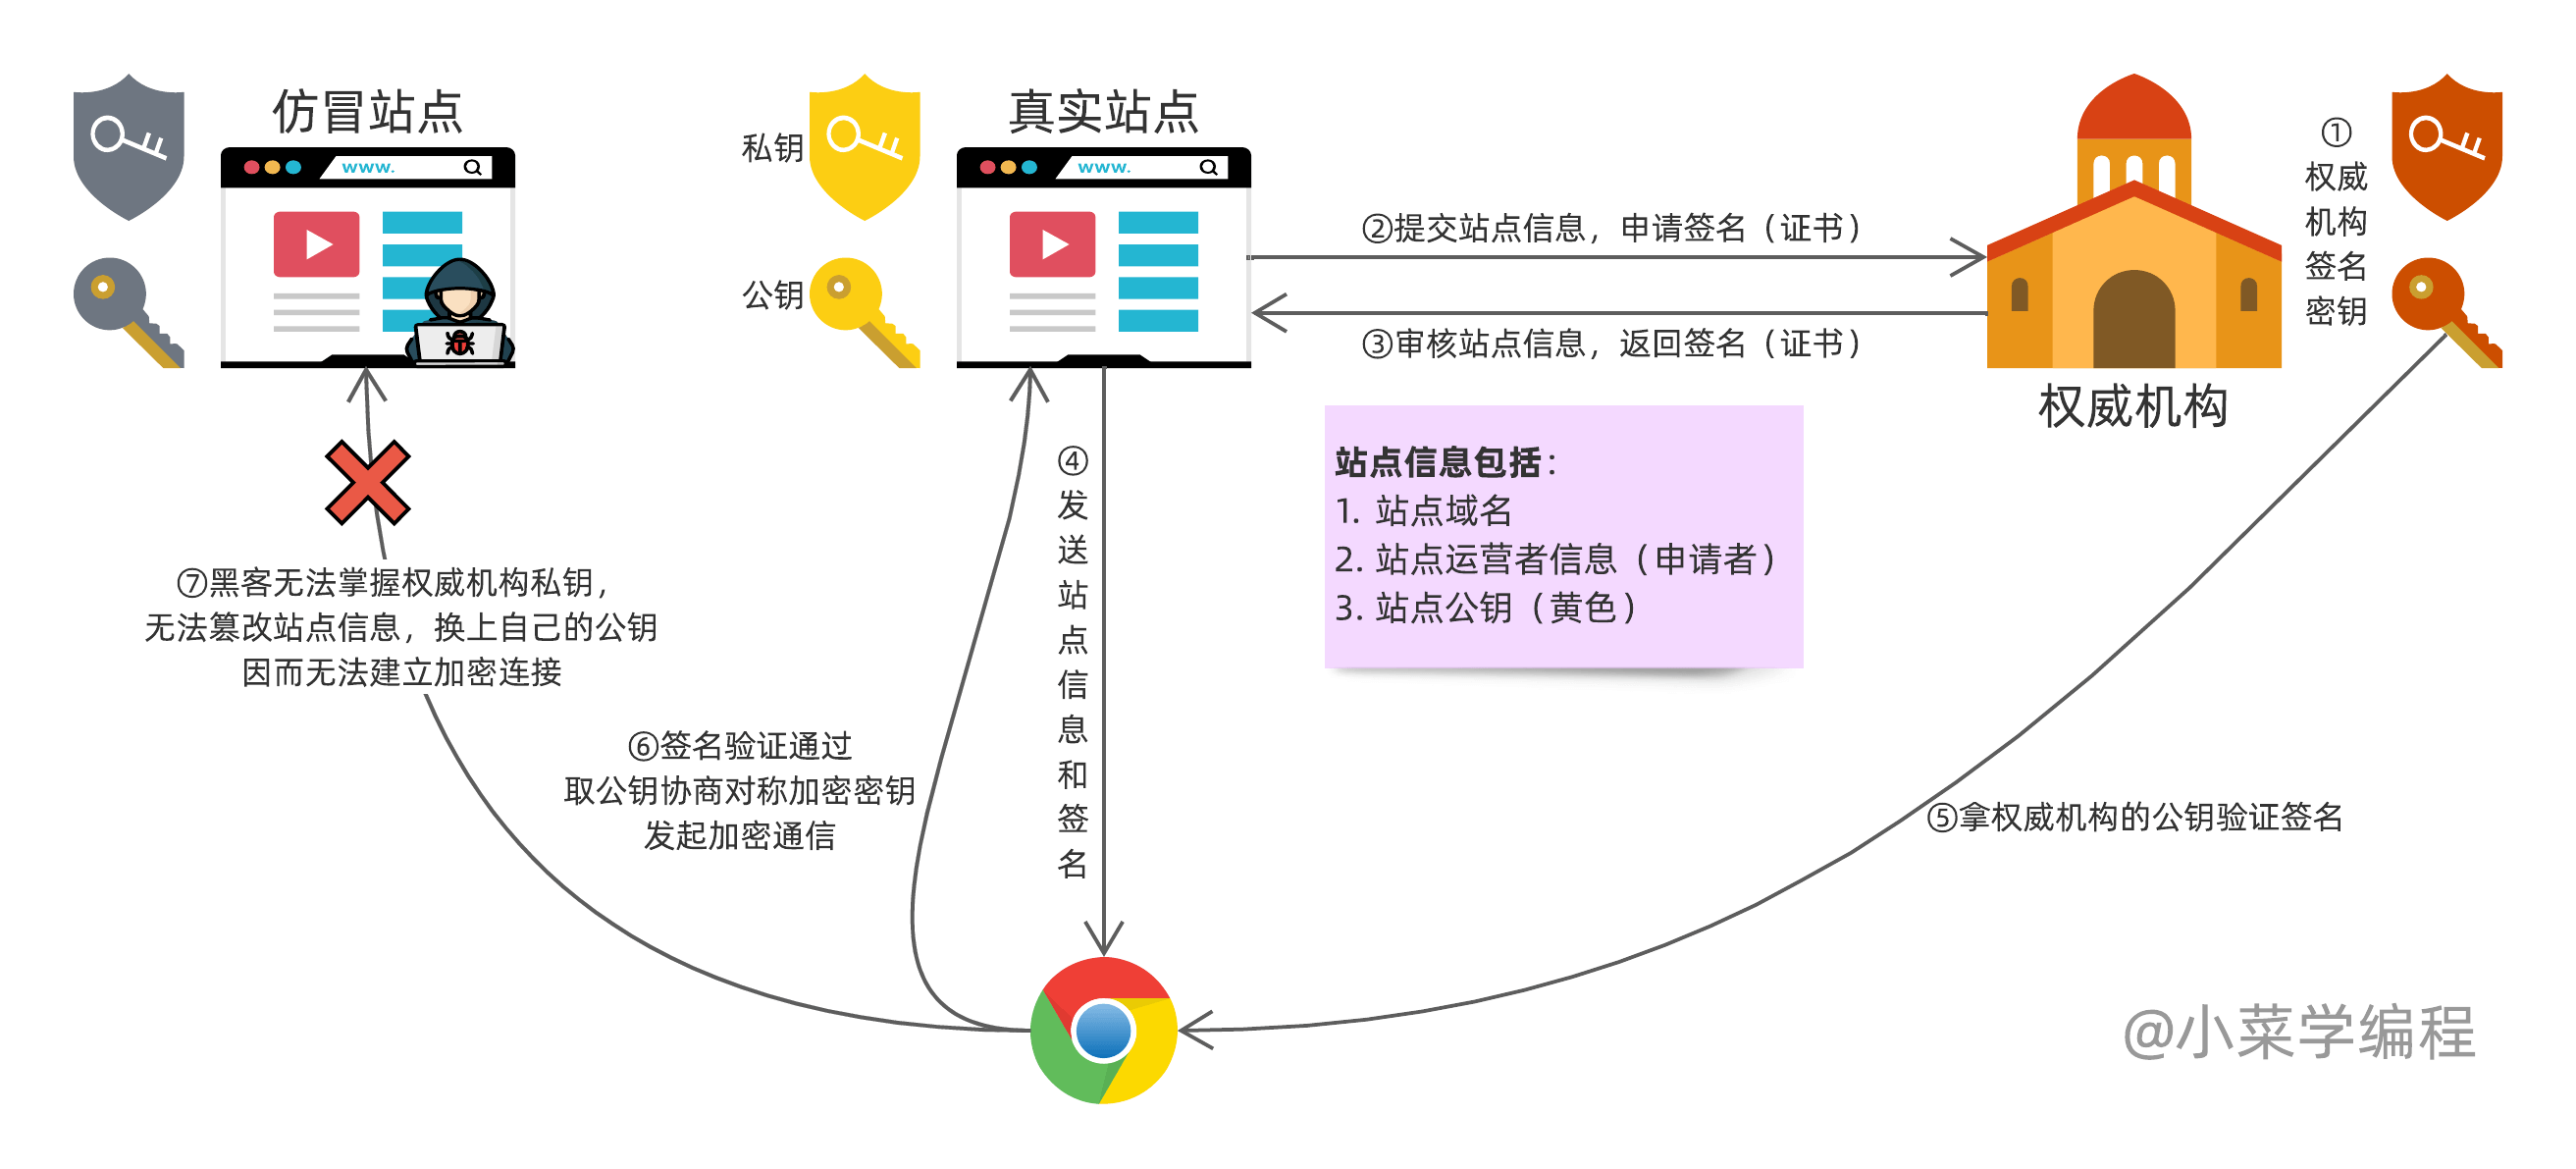 仿冒站点
www.
私钥
公钥
真实站点
www.
②提交站点信息，申请签名（证书）
③审核站点信息，返回签名（证书）
①
权威
机构
签名
密钥
权威机构
站点信息包括：
1. 站点域名
2. 站点运营者信息（申请者）
3. 站点公钥（黄色）
④
发
送
站
点
信
息
和
签
名
⑦黑客无法掌握权威机构私钥，
无法篡改站点信息，换上自己的公钥
因而无法建立加密连接
⑥签名验证通过
取公钥协商对称加密密钥
发起加密通信
⑤拿权威机构的公钥验证签名
@小菜学编程